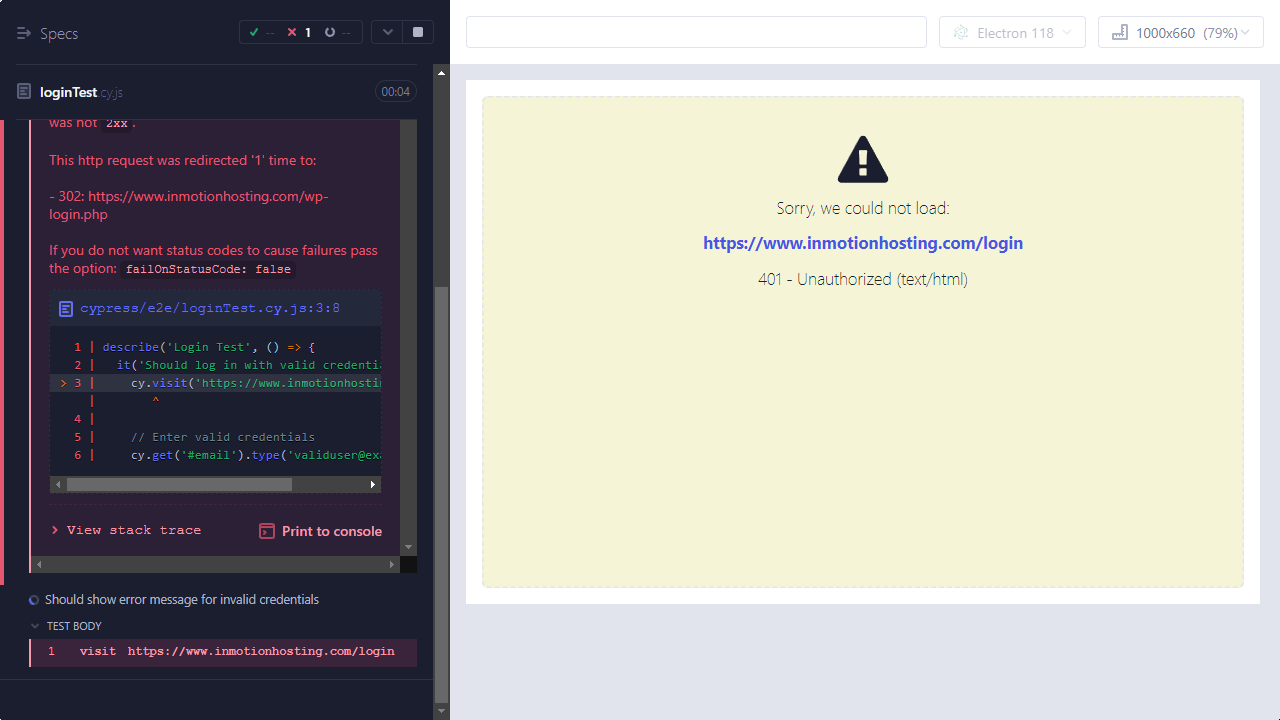 Specs
-- 1 --
Electron 118
1000x660 (79%)
loginTest.cy.js
00:04
was not 2xx.
This http request was redirected '1' time to:
- 302: https://www.inmotionhosting.com/wp-
login.php
If you do not want status codes to cause failures pass
the option: failOnStatusCode: false
cypress/e2e/loginTest.cy.js:3:8
1 | describe('Login Test', () => {
2 | it('Should log in with valid credentia
> 3 | cy.visit('https://www.inmotionhostin
| ^
4 |
5 | // Enter valid credentials
6 | cy.get('#email').type('validuser@exa
View stack trace
Print to console
Should show error message for invalid credentials
TEST BODY
1 visit https://www.inmotionhosting.com/login
Sorry, we could not load:
https://www.inmotionhosting.com/login
401 - Unauthorized (text/html)